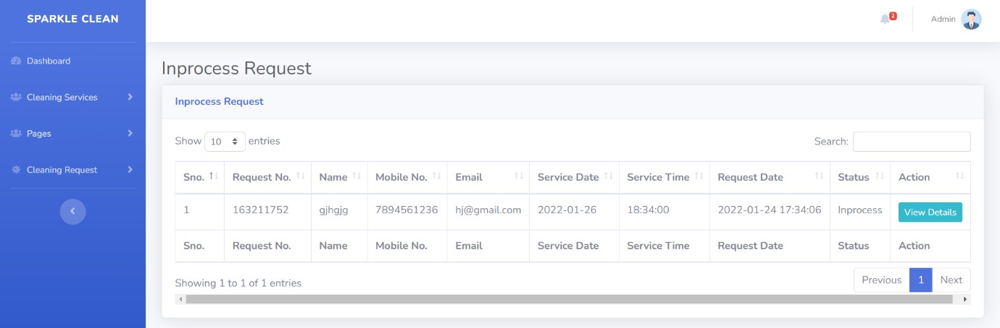 SPARKLE CLEAN
2
Admin
Dashboard
Cleaning Services
Pages
Cleaning Request
Inprocess Request
Inprocess Request
Show 10 entries
Search:
Sno. Request No. Name Mobile No. Email Service Date Service Time Request Date Status Action
1 163211752 gjhgjg 7894561236 hj@gmail.com 2022-01-26 18:34:00 2022-01-24 17:34:06 Inprocess View Details
Sno. Request No. Name Mobile No. Email Service Date Service Time Request Date Status Action
Showing 1 to 1 of 1 entries
Previous 1 Next